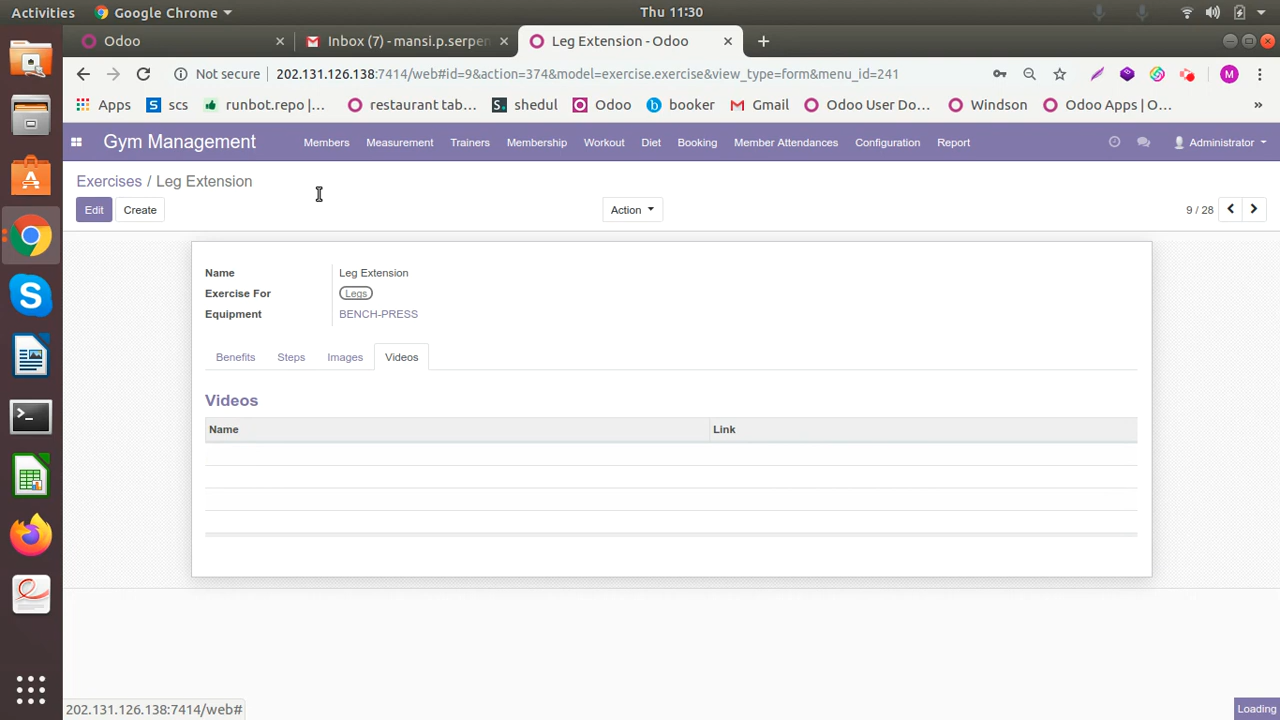 Activities Google Chrome Thu 11:30
Odoo Inbox (7) - mansi.p.serpen Leg Extension - Odoo
Not secure 202.131.126.138:7414/web#id=9&action=374&model=exercise.exercise&view_type=form&menu_id=241 M
Apps scs runbot.repo |... restaurant tab... shedul Odoo booker Gmail Odoo User Do... Windson Odoo Apps | O... »
Gym Management Members Measurement Trainers Membership Workout Diet Booking Member Attendances Configuration Report Administrator
Exercises / Leg Extension
Edit Create Action 9 / 28
Name Leg Extension
Exercise For Legs
Equipment BENCH-PRESS
Benefits Steps Images Videos
Videos
Name Link
202.131.126.138:7414/web# Loading